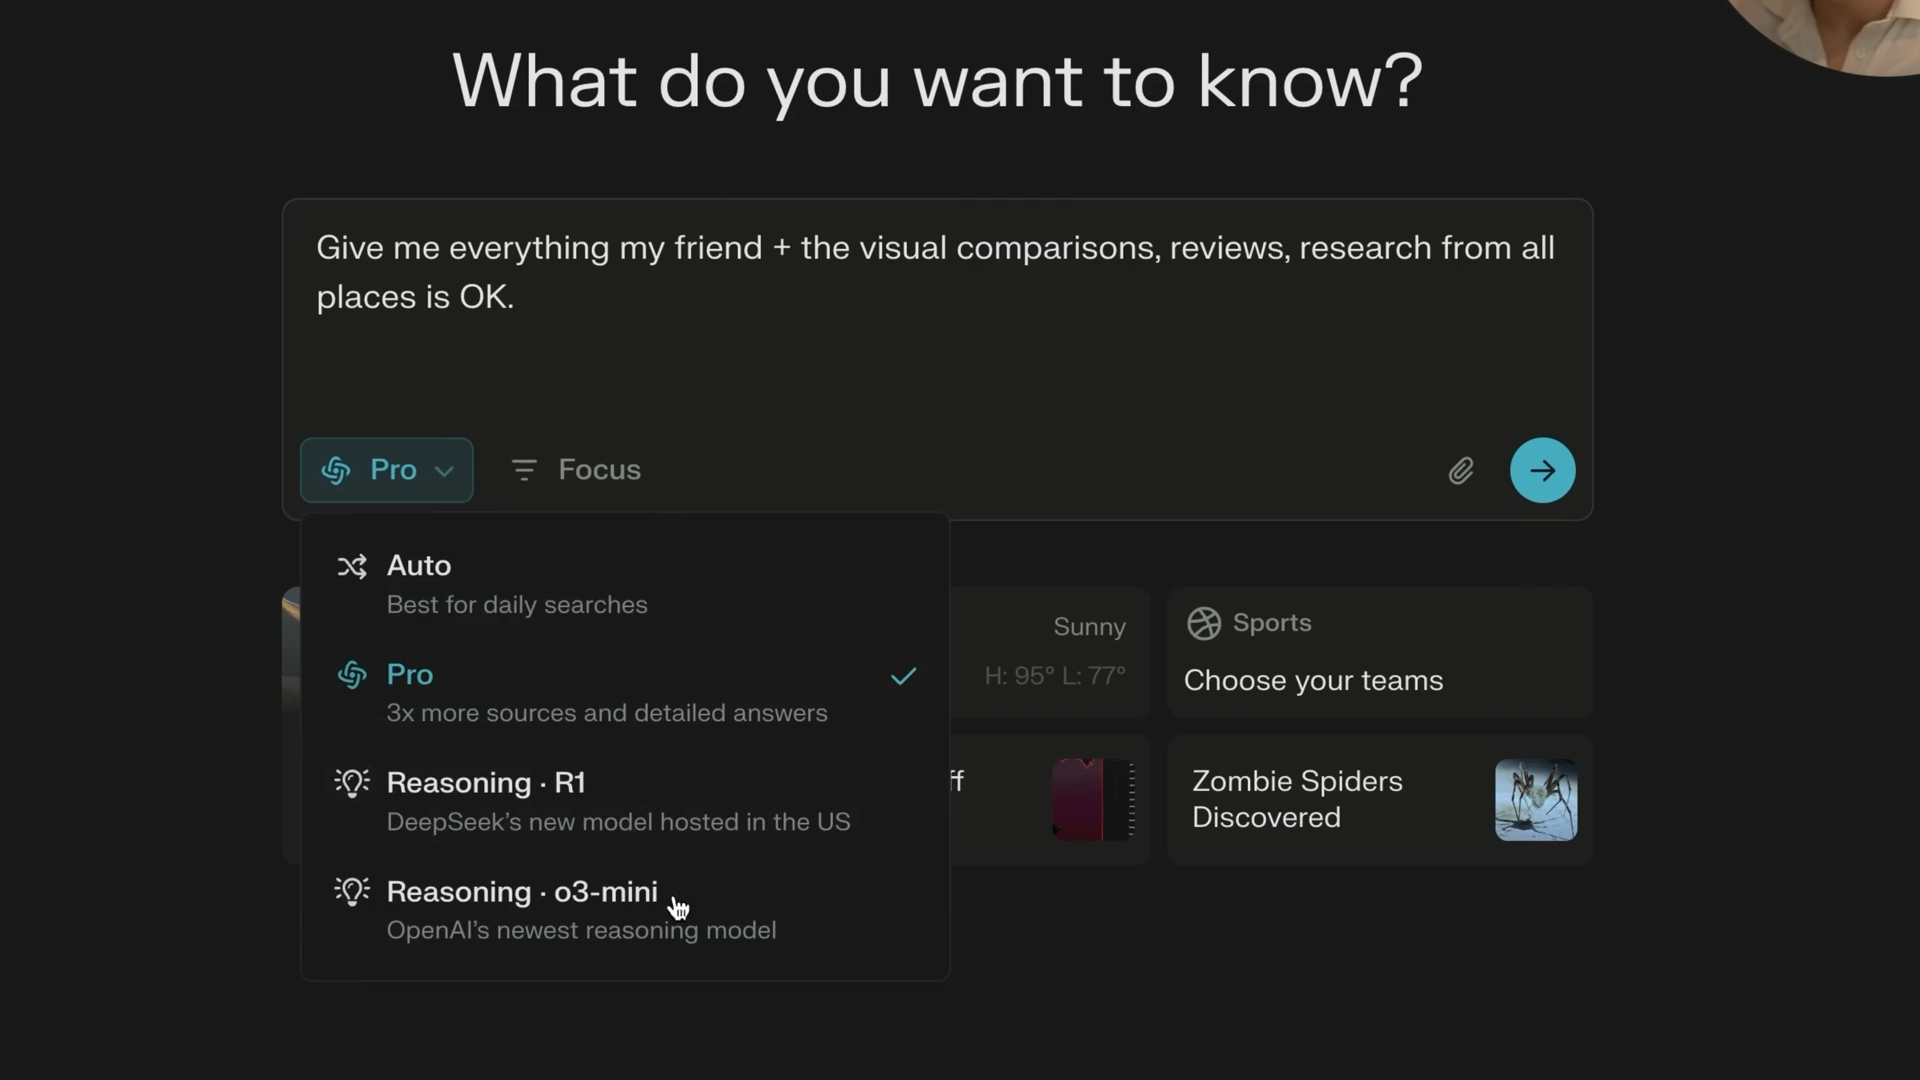 What do you want to know?
Give me everything my friend + the visual comparisons, reviews, research from all
places is OK.
Pro
Focus
Auto
Best for daily searches
Pro
3x more sources and detailed answers
Reasoning · R1
DeepSeek's new model hosted in the US
Reasoning · o3-mini
OpenAI's newest reasoning model
Sunny
H: 95° L: 77°
Sports
Choose your teams
ff
Zombie Spiders
Discovered